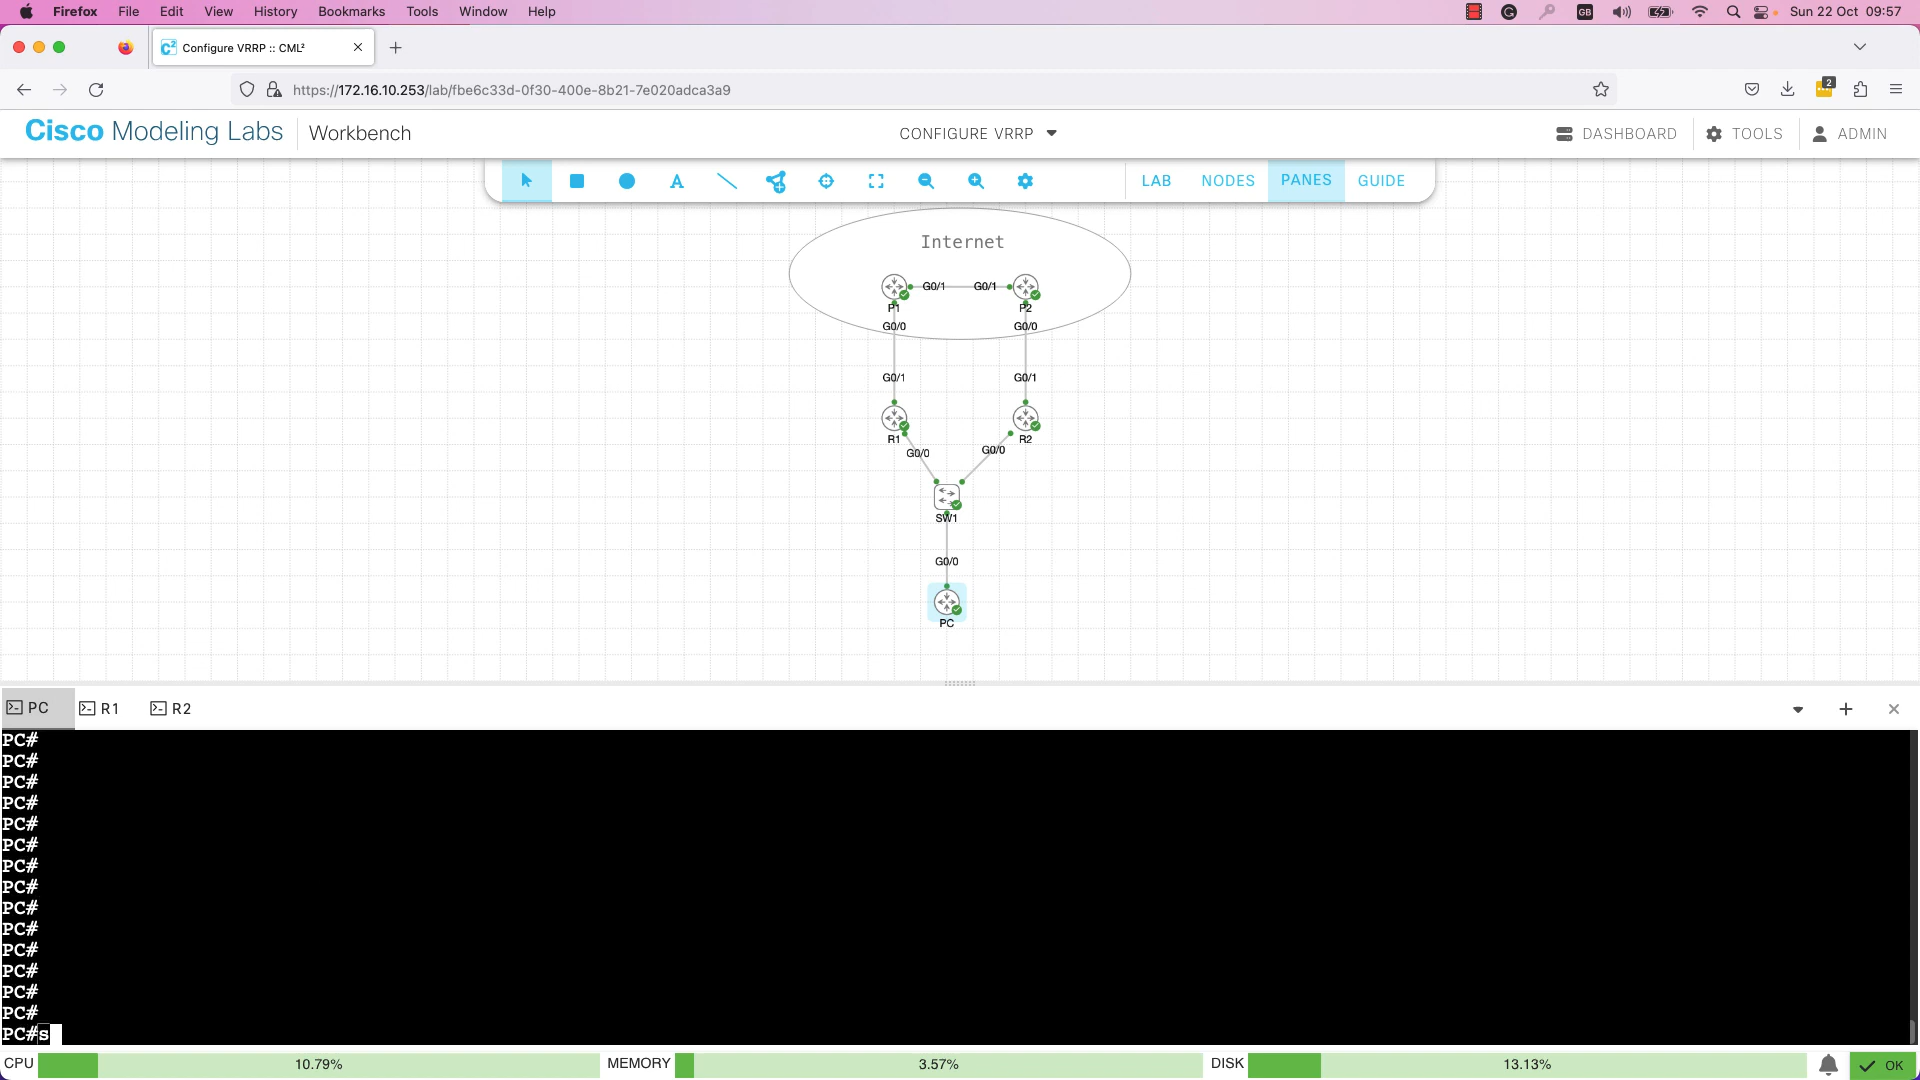 Firefox File Edit View History Bookmarks Tools Window Help GB Sun 22 Oct 09:57
Configure VRRP :: CML²
https://172.16.10.253/lab/fbe6c33d-0f30-400e-8b21-7e020adca3a9 2
Cisco Modeling Labs Workbench CONFIGURE VRRP DASHBOARD TOOLS ADMIN
A LAB NODES PANES GUIDE
Internet
G0/1 G0/1
P1 P2
G0/0 G0/0
G0/1 G0/1
R1 R2
G0/0 G0/0
SW1
G0/0
PC
PC R1 R2
PC#
PC#
PC#
PC#
PC#
PC#
PC#
PC#
PC#
PC#
PC#
PC#
PC#
PC#
PC#s
CPU 10.79% MEMORY 3.57% DISK 13.13% OK